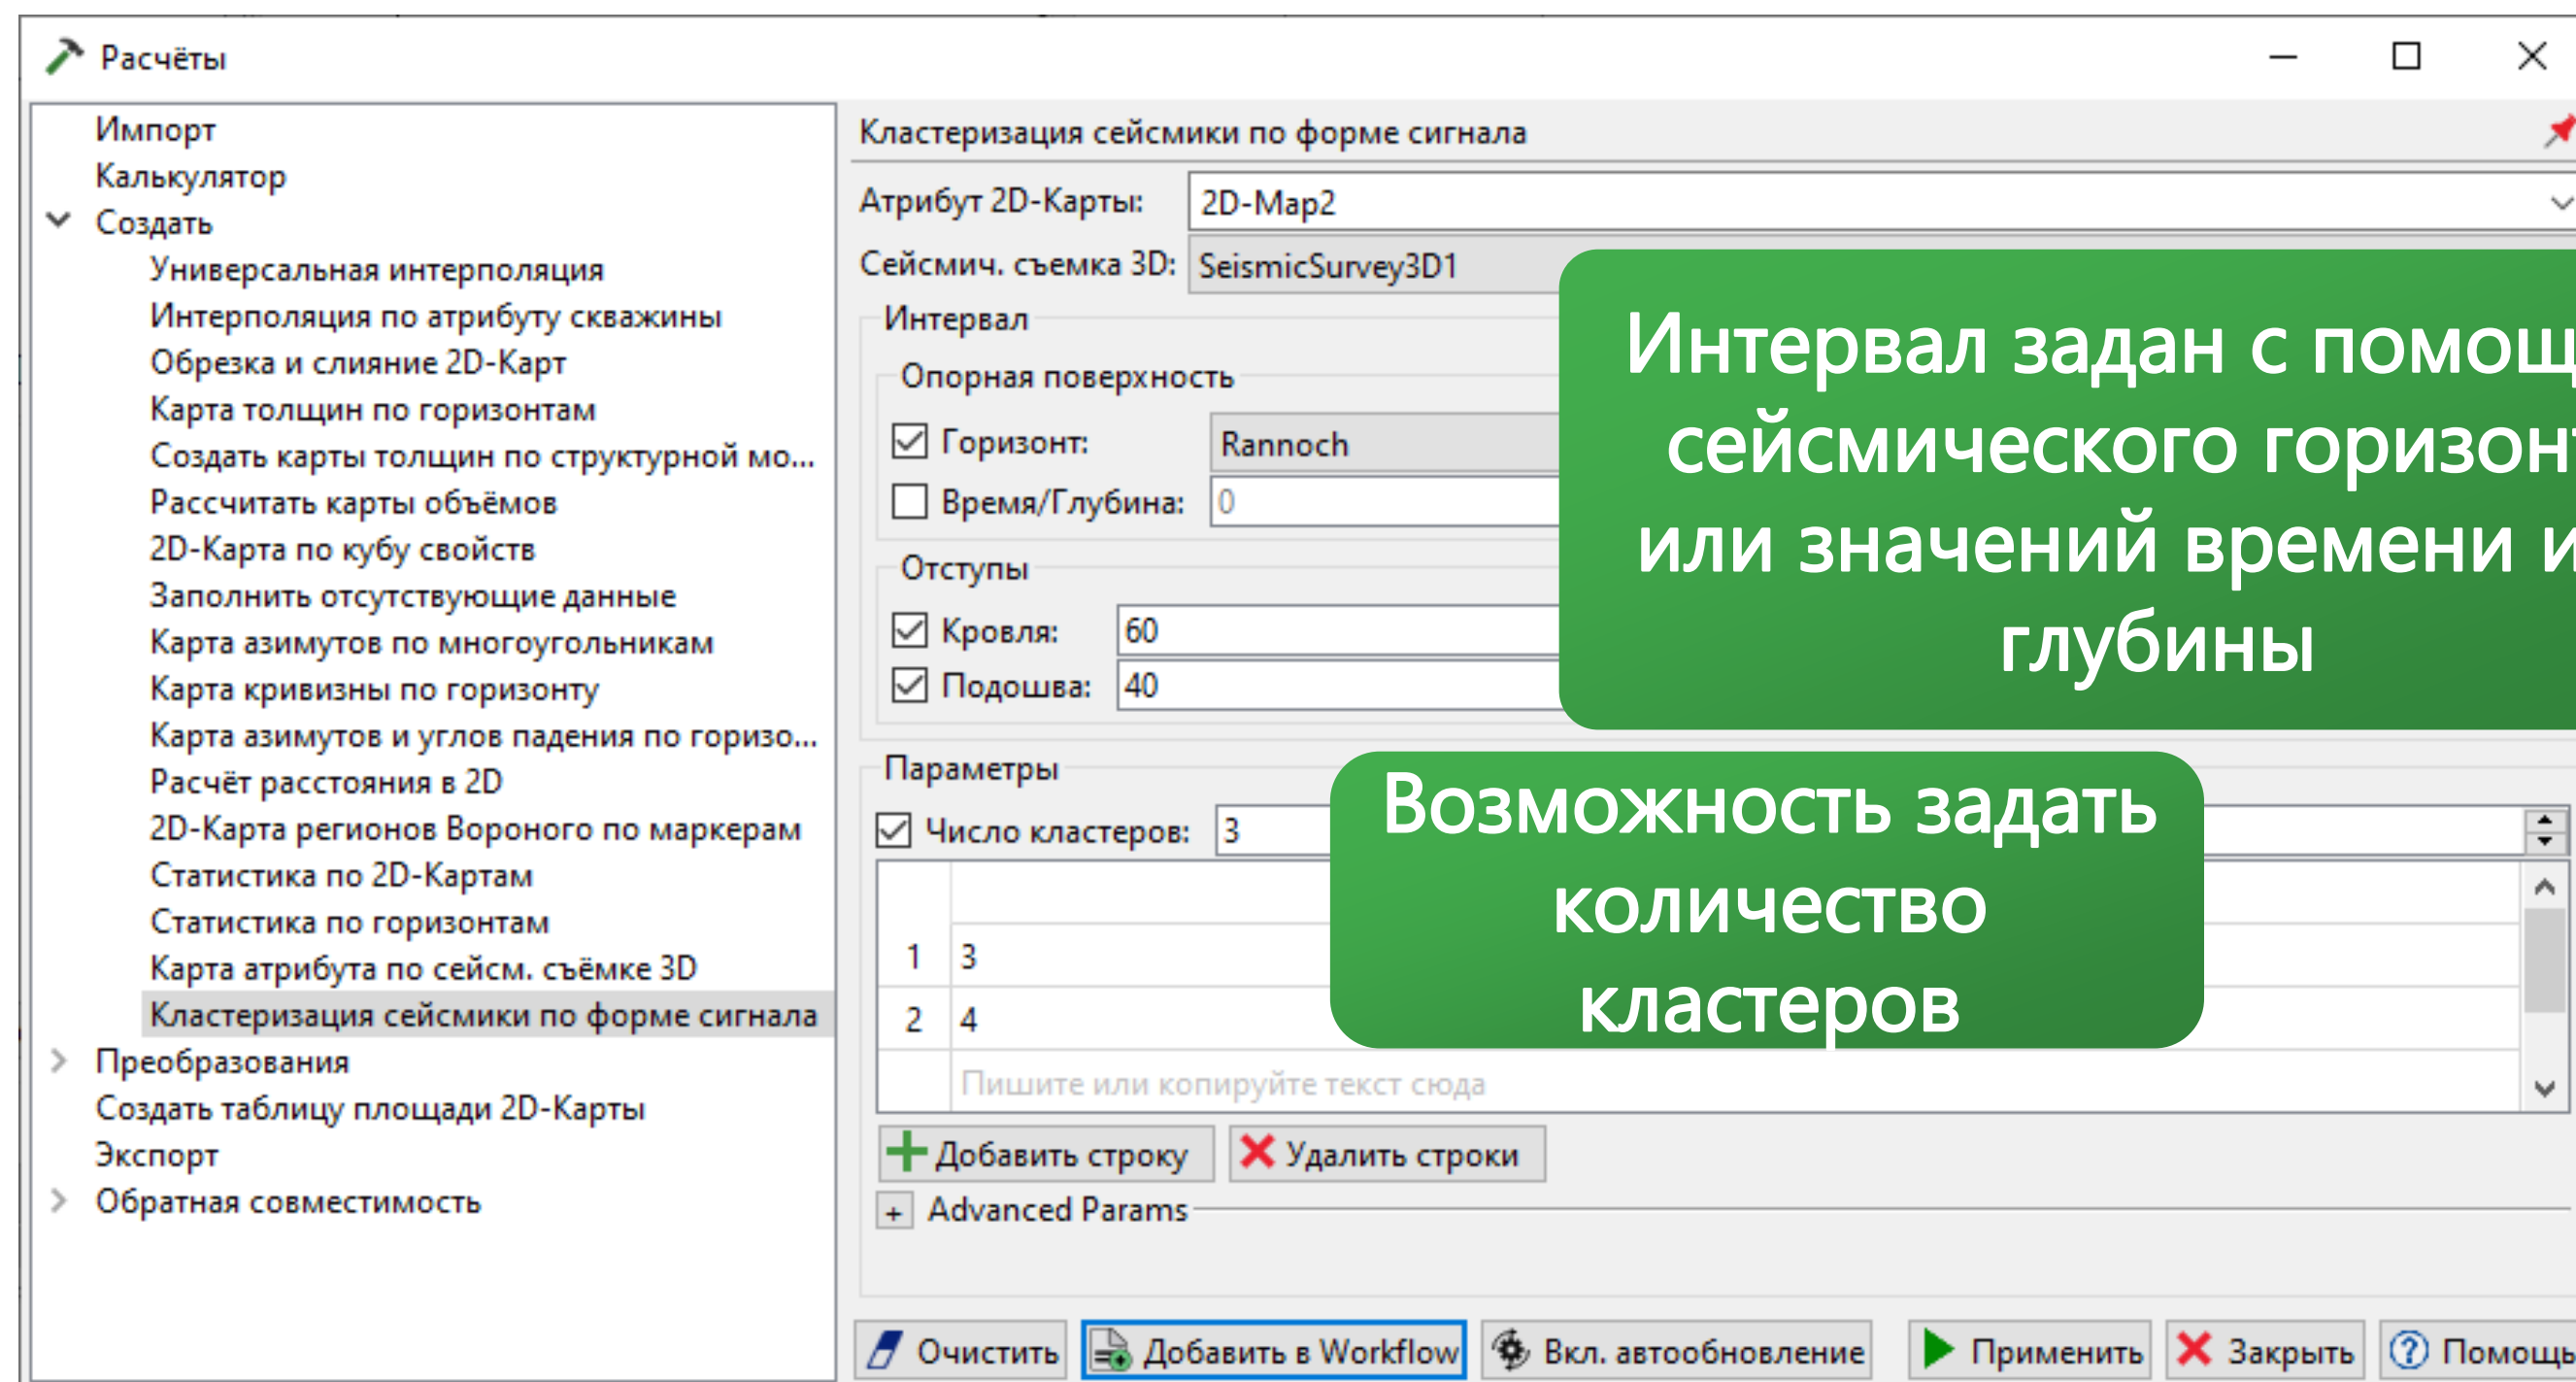 Расчёты
Импорт
Калькулятор
Создать
Универсальная интерполяция
Интерполяция по атрибуту скважины
Обрезка и слияние 2D-Карт
Карта толщин по горизонтам
Создать карты толщин по структурной мо...
Рассчитать карты объёмов
2D-Карта по кубу свойств
Заполнить отсутствующие данные
Карта азимутов по многоугольникам
Карта кривизны по горизонту
Карта азимутов и углов падения по горизо...
Расчёт расстояния в 2D
2D-Карта регионов Вороного по маркерам
Статистика по 2D-Картам
Статистика по горизонтам
Карта атрибута по сейсм. съёмке 3D
Кластеризация сейсмики по форме сигнала
Преобразования
Создать таблицу площади 2D-Карты
Экспорт
Обратная совместимость
Кластеризация сейсмики по форме сигнала
Атрибут 2D-Карты: 2D-Map2
Сейсмич. съемка 3D: SeismicSurvey3D1
Интервал
Опорная поверхность
Горизонт: Rannoch
Время/Глубина: 0
Отступы
Кровля: 60
Подошва: 40
Интервал задан с помощ
сейсмического горизонт
или значений времени и
глубины
Параметры
Число кластеров: 3
1 3
2 4
Пишите или копируйте текст сюда
Возможность задать
количество
кластеров
Добавить строку Удалить строки
+ Advanced Params
Очистить Добавить в Workflow Вкл. автообновление Применить Закрыть Помощь